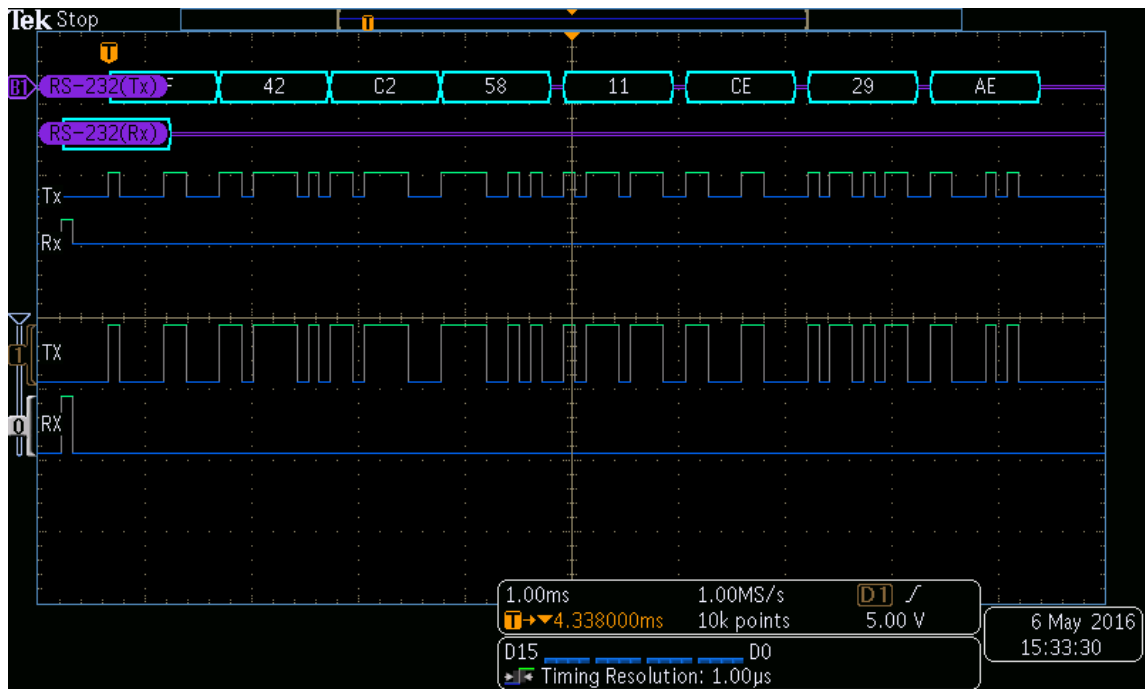 Tek Stop
T
T
B1 RS-232(Tx) F 42 C2 58 11 CE 29 AE
RS-232(Rx)
Tx
Rx
1 TX
0 RX
1.00ms 1.00MS/s D1
T→▼4.338000ms 10k points 5.00 V
6 May 2016
15:33:30
D15 D0
Timing Resolution: 1.00µs